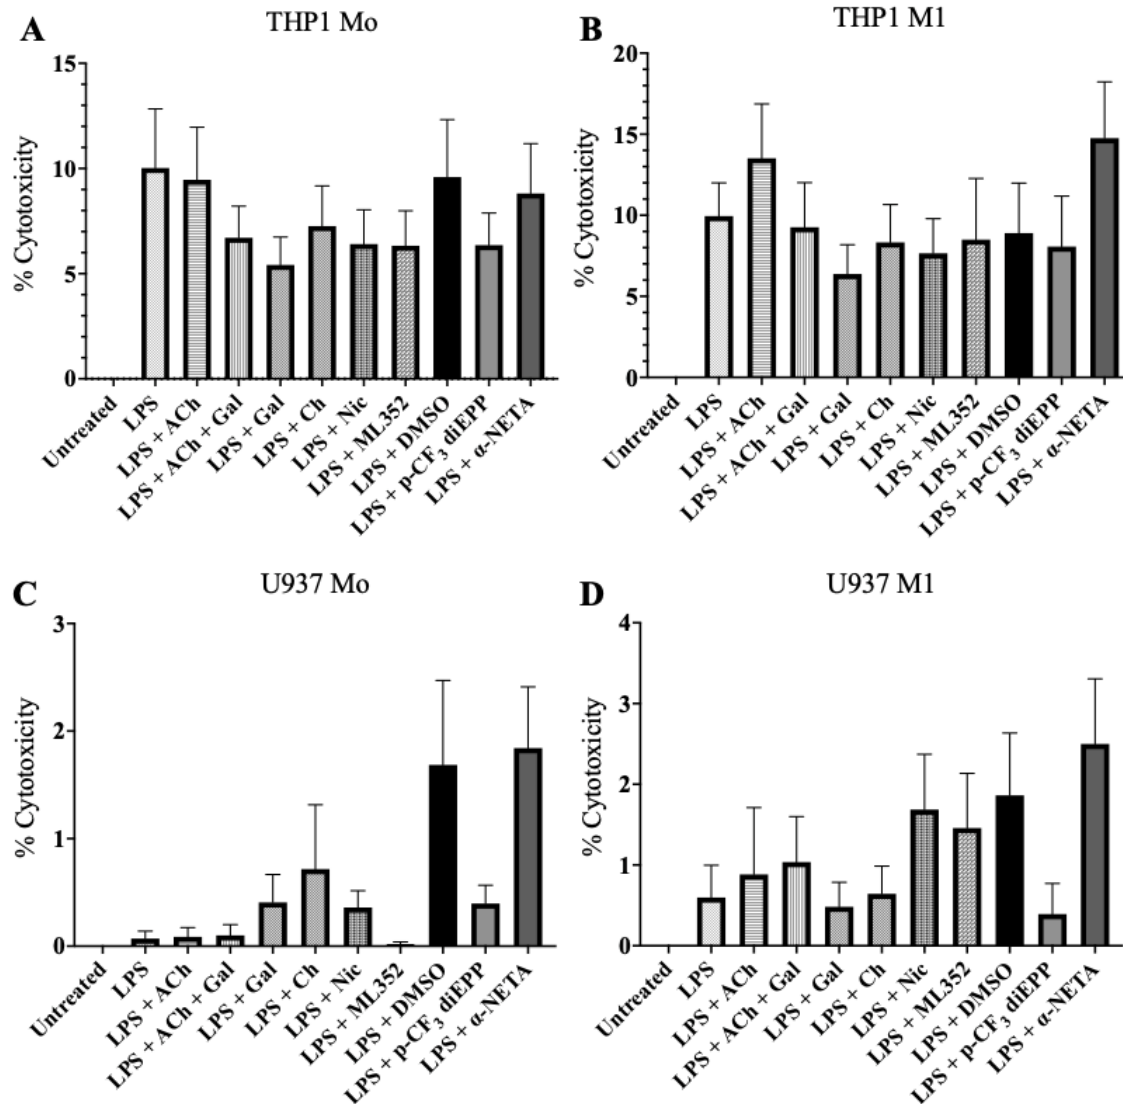 A
THP1 Mo
% Cytotoxicity
15
10
5
0
Untreated
LPS
LPS + ACh
LPS + ACh + Gal
LPS + Gal
LPS + Ch
LPS + Nic
LPS + ML352
LPS + DMSO
LPS + p-CF₃ diEPP
LPS + α-NETA
B
THP1 M1
% Cytotoxicity
20
15
10
5
0
Untreated
LPS
LPS + ACh
LPS + ACh + Gal
LPS + Gal
LPS + Ch
LPS + Nic
LPS + ML352
LPS + DMSO
LPS + p-CF₃ diEPP
LPS + α-NETA
C
U937 Mo
% Cytotoxicity
3
2
1
0
Untreated
LPS
LPS + ACh
LPS + ACh + Gal
LPS + Gal
LPS + Ch
LPS + Nic
LPS + ML352
LPS + DMSO
LPS + p-CF₃ diEPP
LPS + α-NETA
D
U937 M1
% Cytotoxicity
4
3
2
1
0
Untreated
LPS
LPS + ACh
LPS + ACh + Gal
LPS + Gal
LPS + Ch
LPS + Nic
LPS + ML352
LPS + DMSO
LPS + p-CF₃ diEPP
LPS + α-NETA